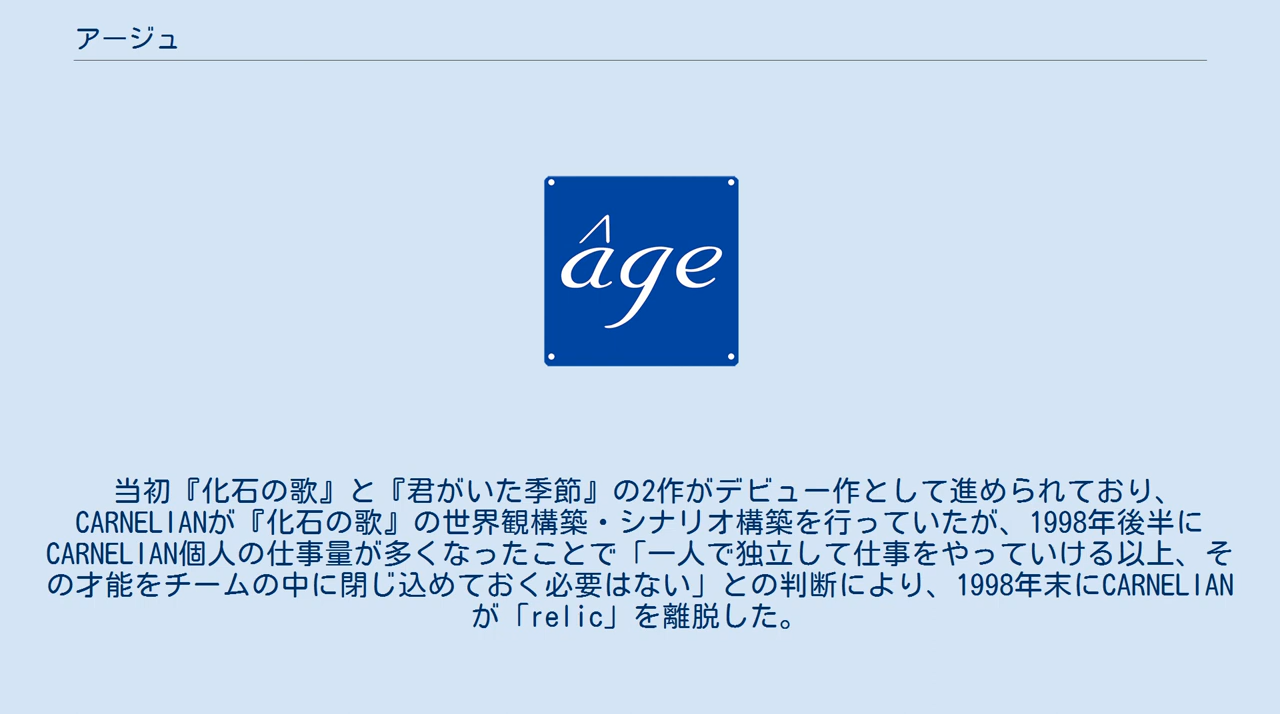 アージュ
âge
当初『化石の歌』と『君がいた季節』の2作がデビュー作として進められており、
CARNELIANが『化石の歌』の世界観構築・シナリオ構築を行っていたが、1998年後半に
CARNELIAN個人の仕事量が多くなったことで「一人で独立して仕事をやっていける以上、そ
の才能をチームの中に閉じ込めておく必要はない」との判断により、1998年末にCARNELIAN
が「relic」を離脱した。